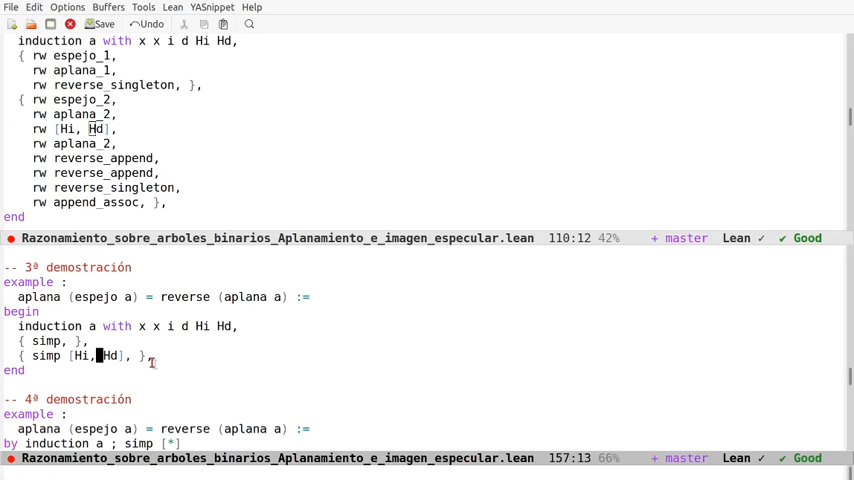 File Edit Options Buffers Tools Lean YASnippet Help
Save Undo
induction a with x x i d Hi Hd,
{ rw espejo_1,
rw aplana_1,
rw reverse_singleton, },
{ rw espejo_2,
rw aplana_2,
rw [Hi, Hd],
rw aplana_2,
rw reverse_append,
rw reverse_append,
rw reverse_singleton,
rw append_assoc, },
end
Razonamiento_sobre_arboles_binarios_Aplanamiento_e_imagen_especular.lean 110:12 42% + master Lean ✓ ✔ Good
-- 3ª demostración
example :
aplana (espejo a) = reverse (aplana a) :=
begin
induction a with x x i d Hi Hd,
{ simp, },
{ simp [Hi, Hd], },
end
-- 4ª demostración
example :
aplana (espejo a) = reverse (aplana a) :=
by induction a ; simp [*]
Razonamiento_sobre_arboles_binarios_Aplanamiento_e_imagen_especular.lean 157:13 66% + master Lean ✓ ✔ Good